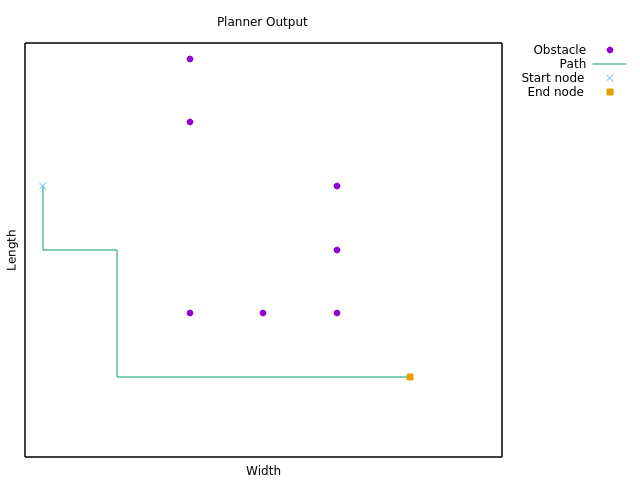 Planner Output
Obstacle
Path
Start node
End node
Length
Width